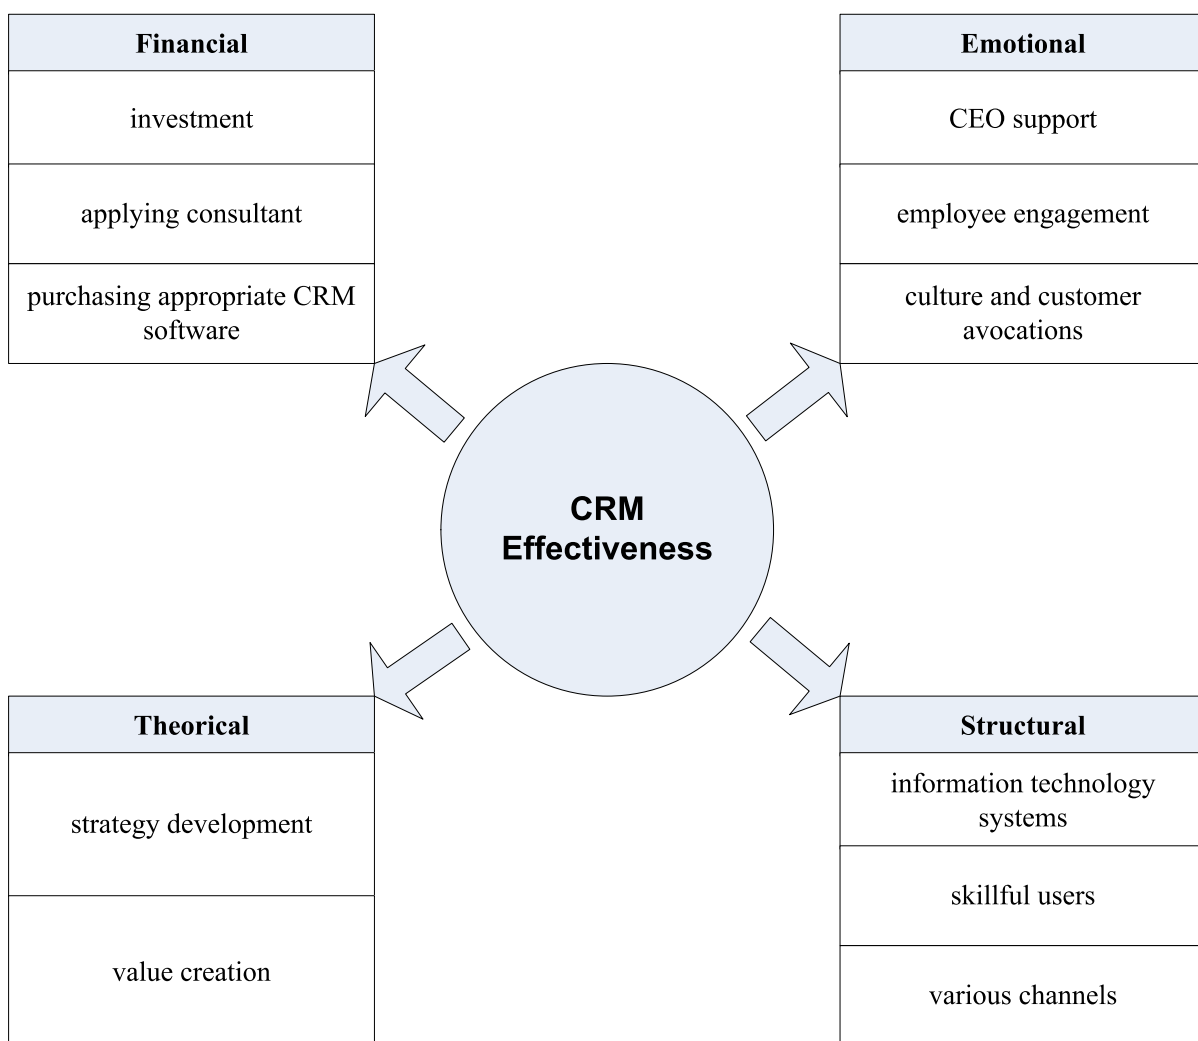 Financial
investment
applying consultant
purchasing appropriate CRM
software
Emotional
CEO support
employee engagement
culture and customer
avocations
CRM
Effectiveness
Theorical
strategy development
value creation
Structural
information technology
systems
skillful users
various channels